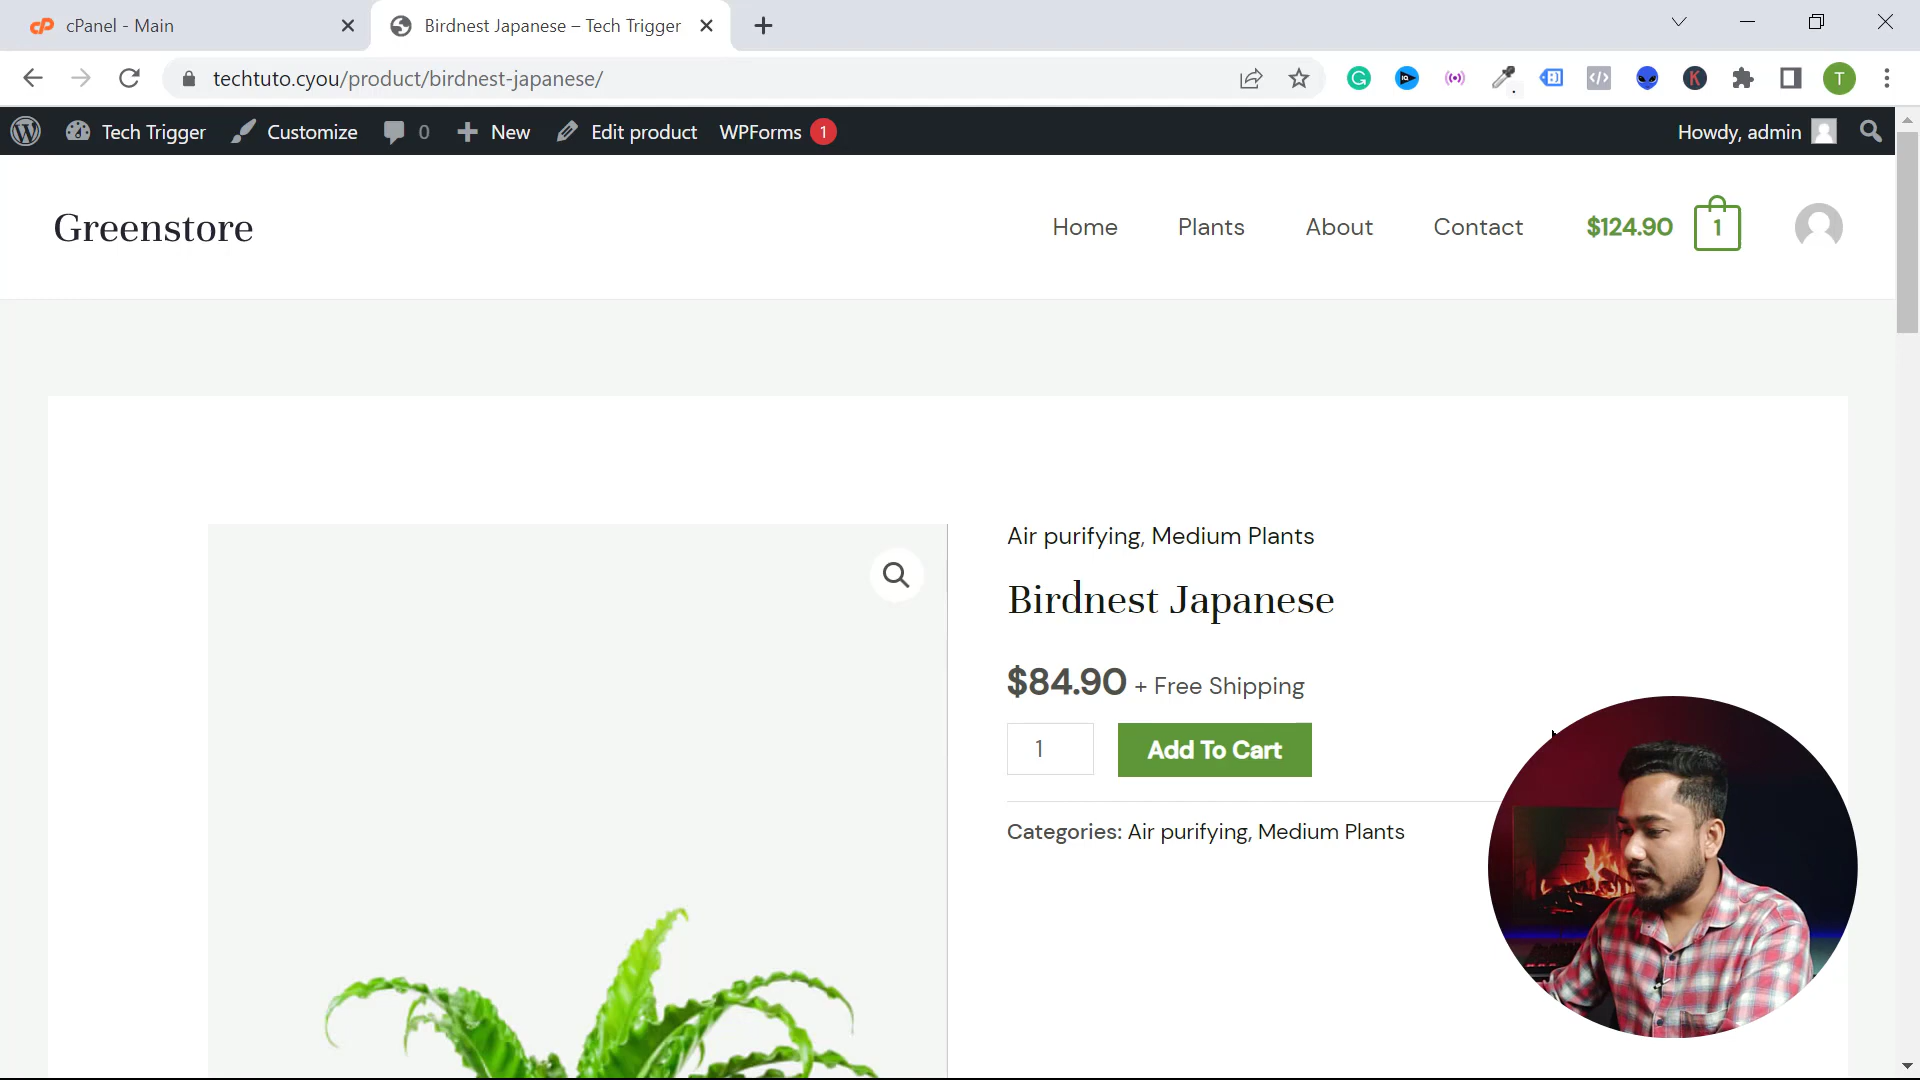 cPanel - Main
Birdnest Japanese – Tech Trigger
techtuto.cyou/product/birdnest-japanese/
T
Tech Trigger
Customize
0
New
Edit product
WPForms 1
Howdy, admin
Greenstore
Home
Plants
About
Contact
$124.90
1
Air purifying, Medium Plants
Birdnest Japanese
$84.90 + Free Shipping
1
Add To Cart
Categories: Air purifying, Medium Plants